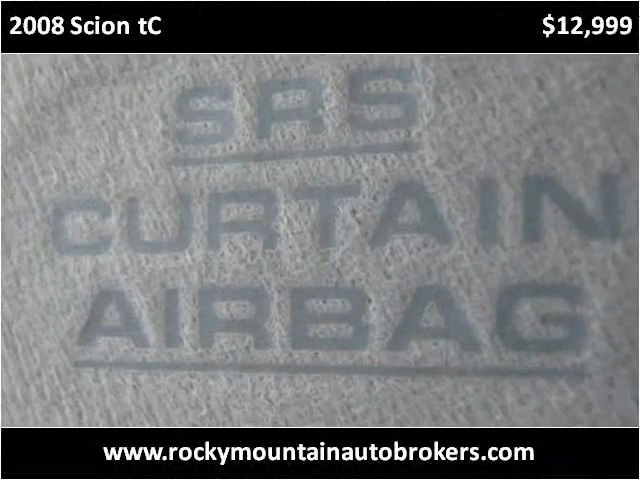 2008 Scion tC $12,999
SRS
CURTAIN
AIRBAG
www.rockymountainautobrokers.com